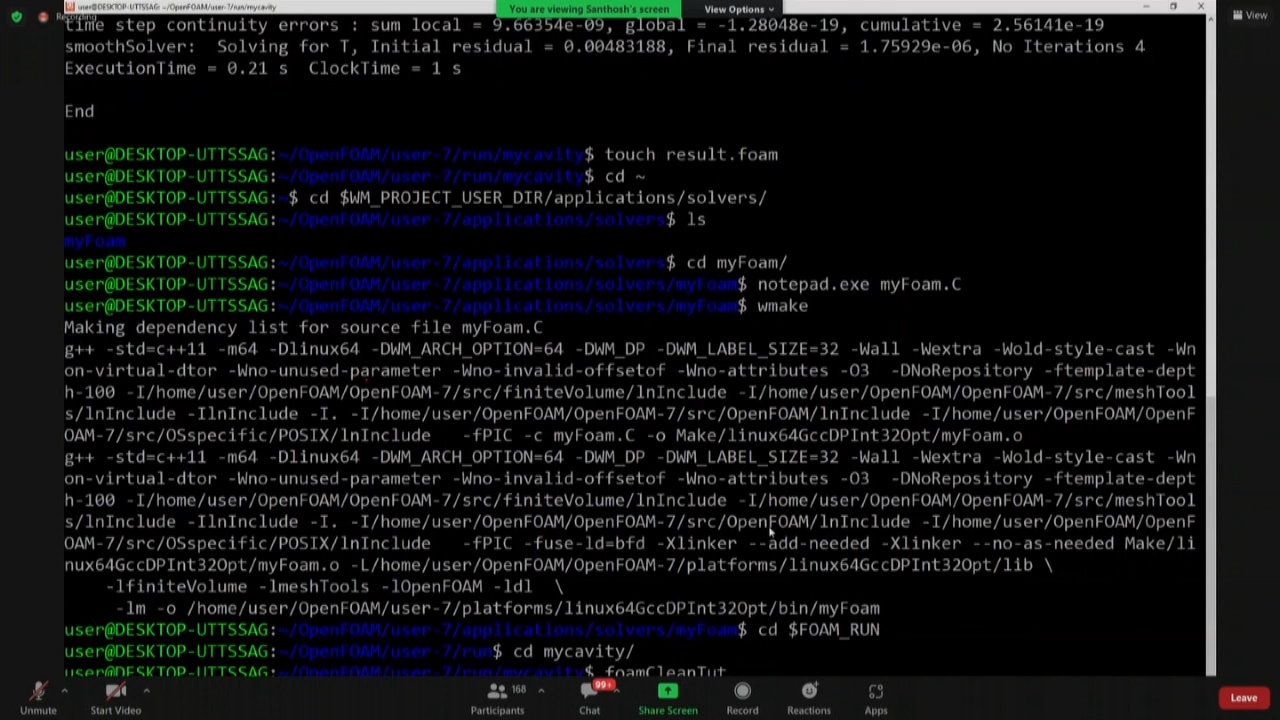 mycavity: ~/OpenFOAM/user-7/run/mycavity
You are viewing Santhosh's screen
View Options
Recording
View
time step continuity errors : sum local = 9.66354e-09, global = -1.28048e-19, cumulative = 2.56141e-19
smoothSolver:  Solving for T, Initial residual = 0.00483188, Final residual = 1.75929e-06, No Iterations 4
ExecutionTime = 0.21 s  ClockTime = 1 s
End
user@DESKTOP-UTTSSAG:~/OpenFOAM/user-7/run/mycavity$ touch result.foam
user@DESKTOP-UTTSSAG:~/OpenFOAM/user-7/run/mycavity$ cd ~
user@DESKTOP-UTTSSAG:~$ cd $WM_PROJECT_USER_DIR/applications/solvers/
user@DESKTOP-UTTSSAG:~/OpenFOAM/user-7/applications/solvers$ ls
myFoam
user@DESKTOP-UTTSSAG:~/OpenFOAM/user-7/applications/solvers$ cd myFoam/
user@DESKTOP-UTTSSAG:~/OpenFOAM/user-7/applications/solvers/myFoam$ notepad.exe myFoam.C
user@DESKTOP-UTTSSAG:~/OpenFOAM/user-7/applications/solvers/myFoam$ wmake
Making dependency list for source file myFoam.C
g++ -std=c++11 -m64 -Dlinux64 -DWM_ARCH_OPTION=64 -DWM_DP -DWM_LABEL_SIZE=32 -Wall -Wextra -Wold-style-cast -Wn
on-virtual-dtor -Wno-unused-parameter -Wno-invalid-offsetof -Wno-attributes -O3  -DNoRepository -ftemplate-dept
h-100 -I/home/user/OpenFOAM/OpenFOAM-7/src/finiteVolume/lnInclude -I/home/user/OpenFOAM/OpenFOAM-7/src/meshTool
s/lnInclude -IlnInclude -I. -I/home/user/OpenFOAM/OpenFOAM-7/src/OpenFOAM/lnInclude -I/home/user/OpenFOAM/OpenF
OAM-7/src/OSspecific/POSIX/lnInclude   -fPIC -c myFoam.C -o Make/linux64GccDPInt32Opt/myFoam.o
g++ -std=c++11 -m64 -Dlinux64 -DWM_ARCH_OPTION=64 -DWM_DP -DWM_LABEL_SIZE=32 -Wall -Wextra -Wold-style-cast -Wn
on-virtual-dtor -Wno-unused-parameter -Wno-invalid-offsetof -Wno-attributes -O3  -DNoRepository -ftemplate-dept
h-100 -I/home/user/OpenFOAM/OpenFOAM-7/src/finiteVolume/lnInclude -I/home/user/OpenFOAM/OpenFOAM-7/src/meshTool
s/lnInclude -IlnInclude -I. -I/home/user/OpenFOAM/OpenFOAM-7/src/OpenFOAM/lnInclude -I/home/user/OpenFOAM/OpenF
OAM-7/src/OSspecific/POSIX/lnInclude   -fPIC -fuse-ld=bfd -Xlinker --add-needed -Xlinker --no-as-needed Make/li
nux64GccDPInt32Opt/myFoam.o -L/home/user/OpenFOAM/OpenFOAM-7/platforms/linux64GccDPInt32Opt/lib \
-lfiniteVolume -lmeshTools -lOpenFOAM -ldl  \
-lm -o /home/user/OpenFOAM/user-7/platforms/linux64GccDPInt32Opt/bin/myFoam
user@DESKTOP-UTTSSAG:~/OpenFOAM/user-7/applications/solvers/myFoam$ cd $FOAM_RUN
user@DESKTOP-UTTSSAG:~/OpenFOAM/user-7/run$ cd mycavity/
user@DESKTOP-UTTSSAG:~/OpenFOAM/user-7/run/mycavity$ foamCleanTut
Unmute
Start Video
168
Participants
99+
Chat
Share Screen
Record
Reactions
Apps
Leave